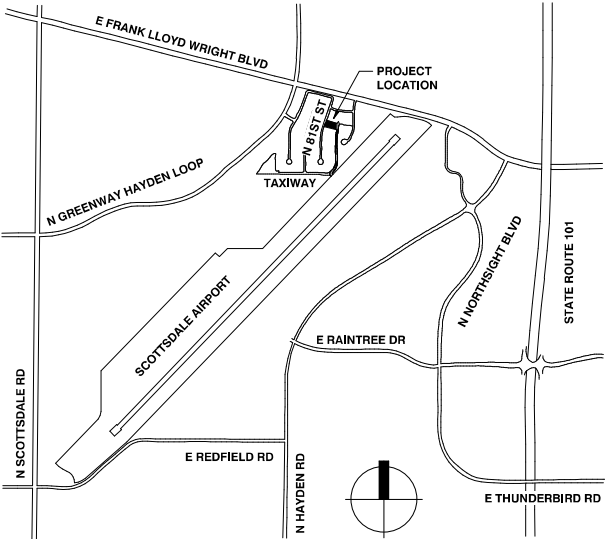 E FRANK LLOYD WRIGHT BLVD
PROJECT
LOCATION
N 81ST ST
TAXIWAY
N GREENWAY HAYDEN LOOP
N NORTHSIGHT BLVD
STATE ROUTE 101
SCOTTSDALE AIRPORT
E RAINTREE DR
N SCOTTSDALE RD
E REDFIELD RD
N HAYDEN RD
E THUNDERBIRD RD